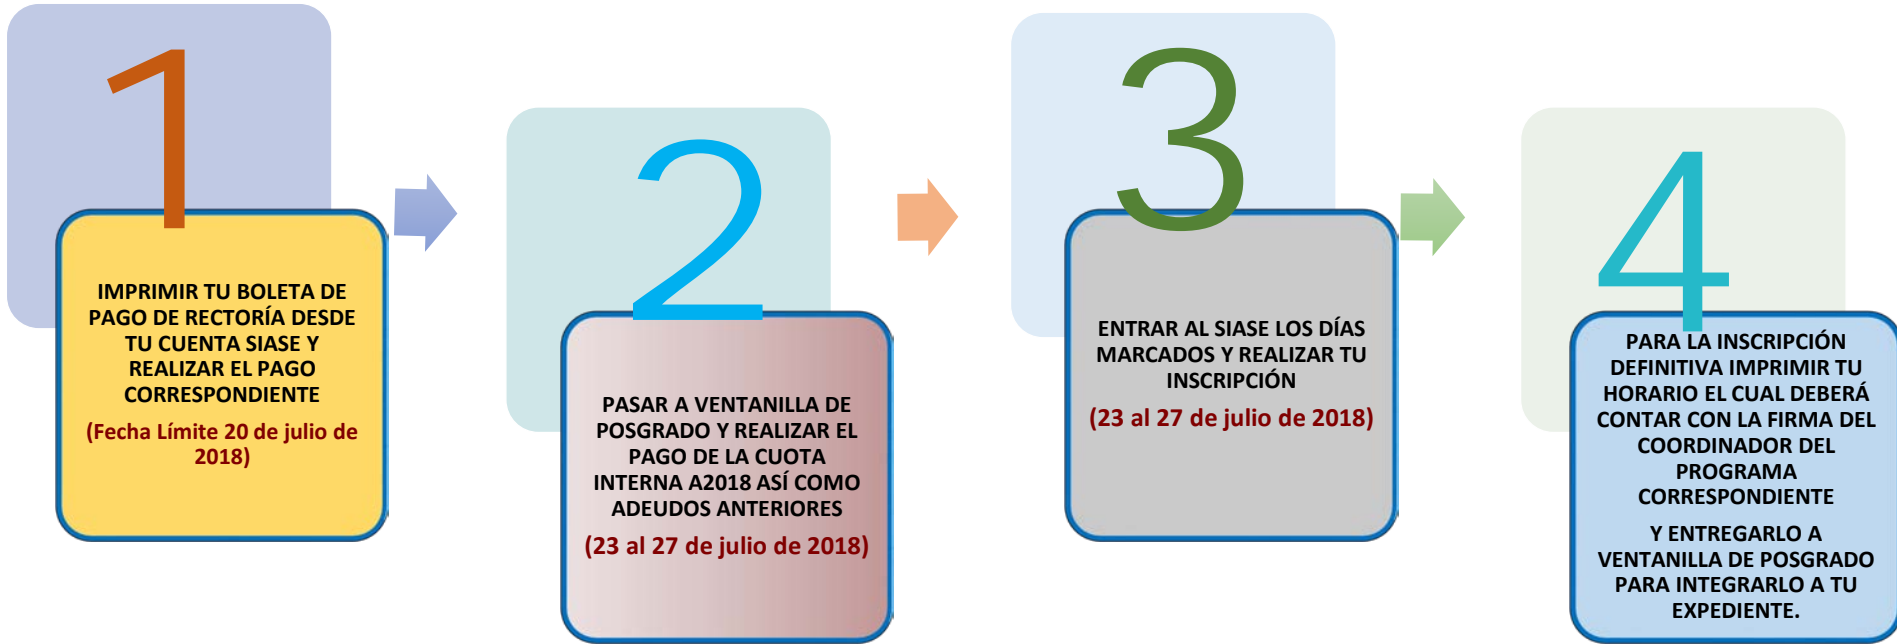 1
IMPRIMIR TU BOLETA DE
PAGO DE RECTORÍA DESDE
TU CUENTA SIASE Y
REALIZAR EL PAGO
CORRESPONDIENTE
(Fecha Límite 20 de julio de
2018)
2
PASAR A VENTANILLA DE
POSGRADO Y REALIZAR EL
PAGO DE LA CUOTA
INTERNA A2018 ASÍ COMO
ADEUDOS ANTERIORES
(23 al 27 de julio de 2018)
3
ENTRAR AL SIASE LOS DÍAS
MARCADOS Y REALIZAR TU
INSCRIPCIÓN
(23 al 27 de julio de 2018)
4
PARA LA INSCRIPCIÓN
DEFINITIVA IMPRIMIR TU
HORARIO EL CUAL DEBERÁ
CONTAR CON LA FIRMA DEL
COORDINADOR DEL
PROGRAMA
CORRESPONDIENTE
Y ENTREGARLO A
VENTANILLA DE POSGRADO
PARA INTEGRARLO A TU
EXPEDIENTE.